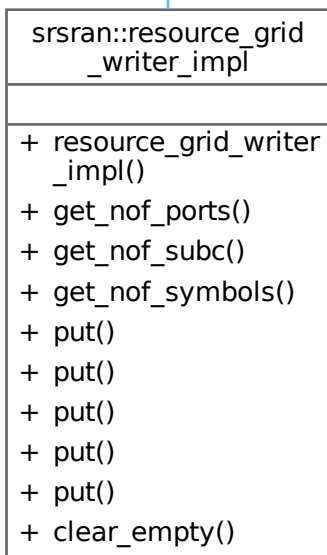 srsran::resource_grid
_writer_impl
+ resource_grid_writer
_impl()
+ get_nof_ports()
+ get_nof_subc()
+ get_nof_symbols()
+ put()
+ put()
+ put()
+ put()
+ put()
+ clear_empty()